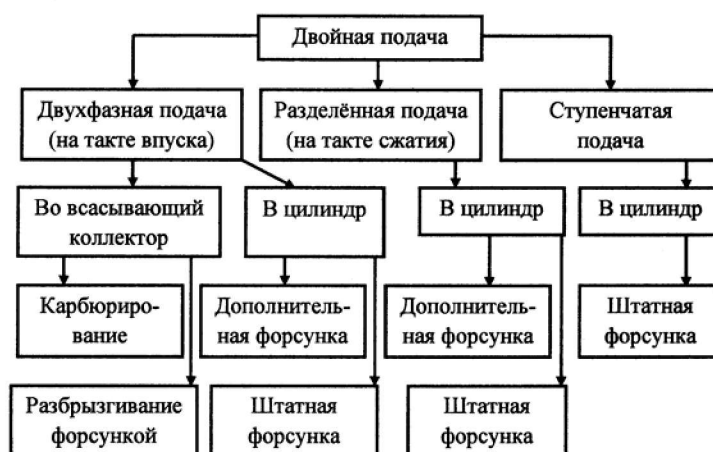 Двойная подача
Двухфазная подача
(на такте впуска)
Разделённая подача
(на такте сжатия)
Ступенчатая
подача
Во всасывающий
коллектор
В цилиндр
В цилиндр
В цилиндр
Карбюриро-
вание
Дополнитель-
ная форсунка
Дополнитель-
ная форсунка
Штатная
форсунка
Разбрызгивание
форсункой
Штатная
форсунка
Штатная
форсунка